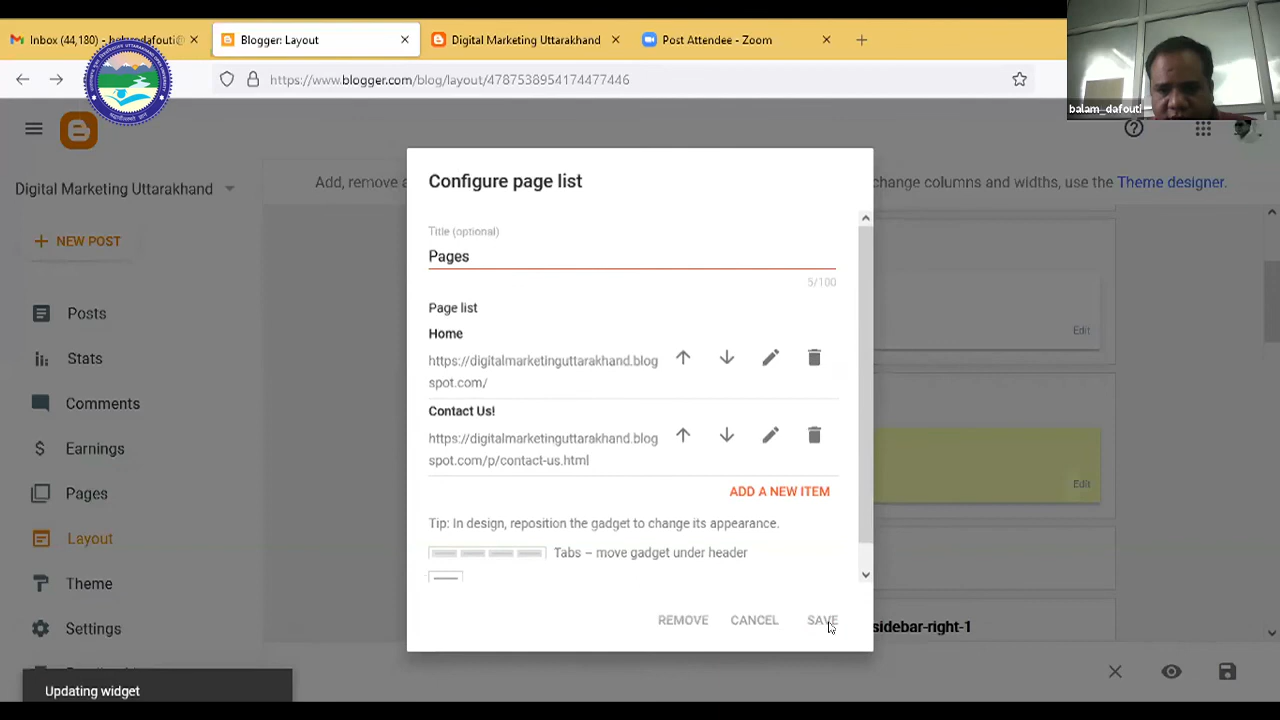 Inbox (44,180) - balamdafouti@
Blogger: Layout
Digital Marketing Uttarakhand
Post Attendee - Zoom
https://www.blogger.com/blog/layout/4787538954174477446
balam_dafouti
Digital Marketing Uttarakhand
Add, remove a
change columns and widths, use the Theme designer.
NEW POST
Posts
Stats
Comments
Earnings
Pages
Layout
Theme
Settings
Configure page list
Title (optional)
Pages
5/100
Page list
Home
https://digitalmarketinguttarakhand.blog
spot.com/
Contact Us!
https://digitalmarketinguttarakhand.blog
spot.com/p/contact-us.html
ADD A NEW ITEM
Tip: In design, reposition the gadget to change its appearance.
Tabs – move gadget under header
REMOVE CANCEL SAVE
Edit
Edit
sidebar-right-1
Updating widget